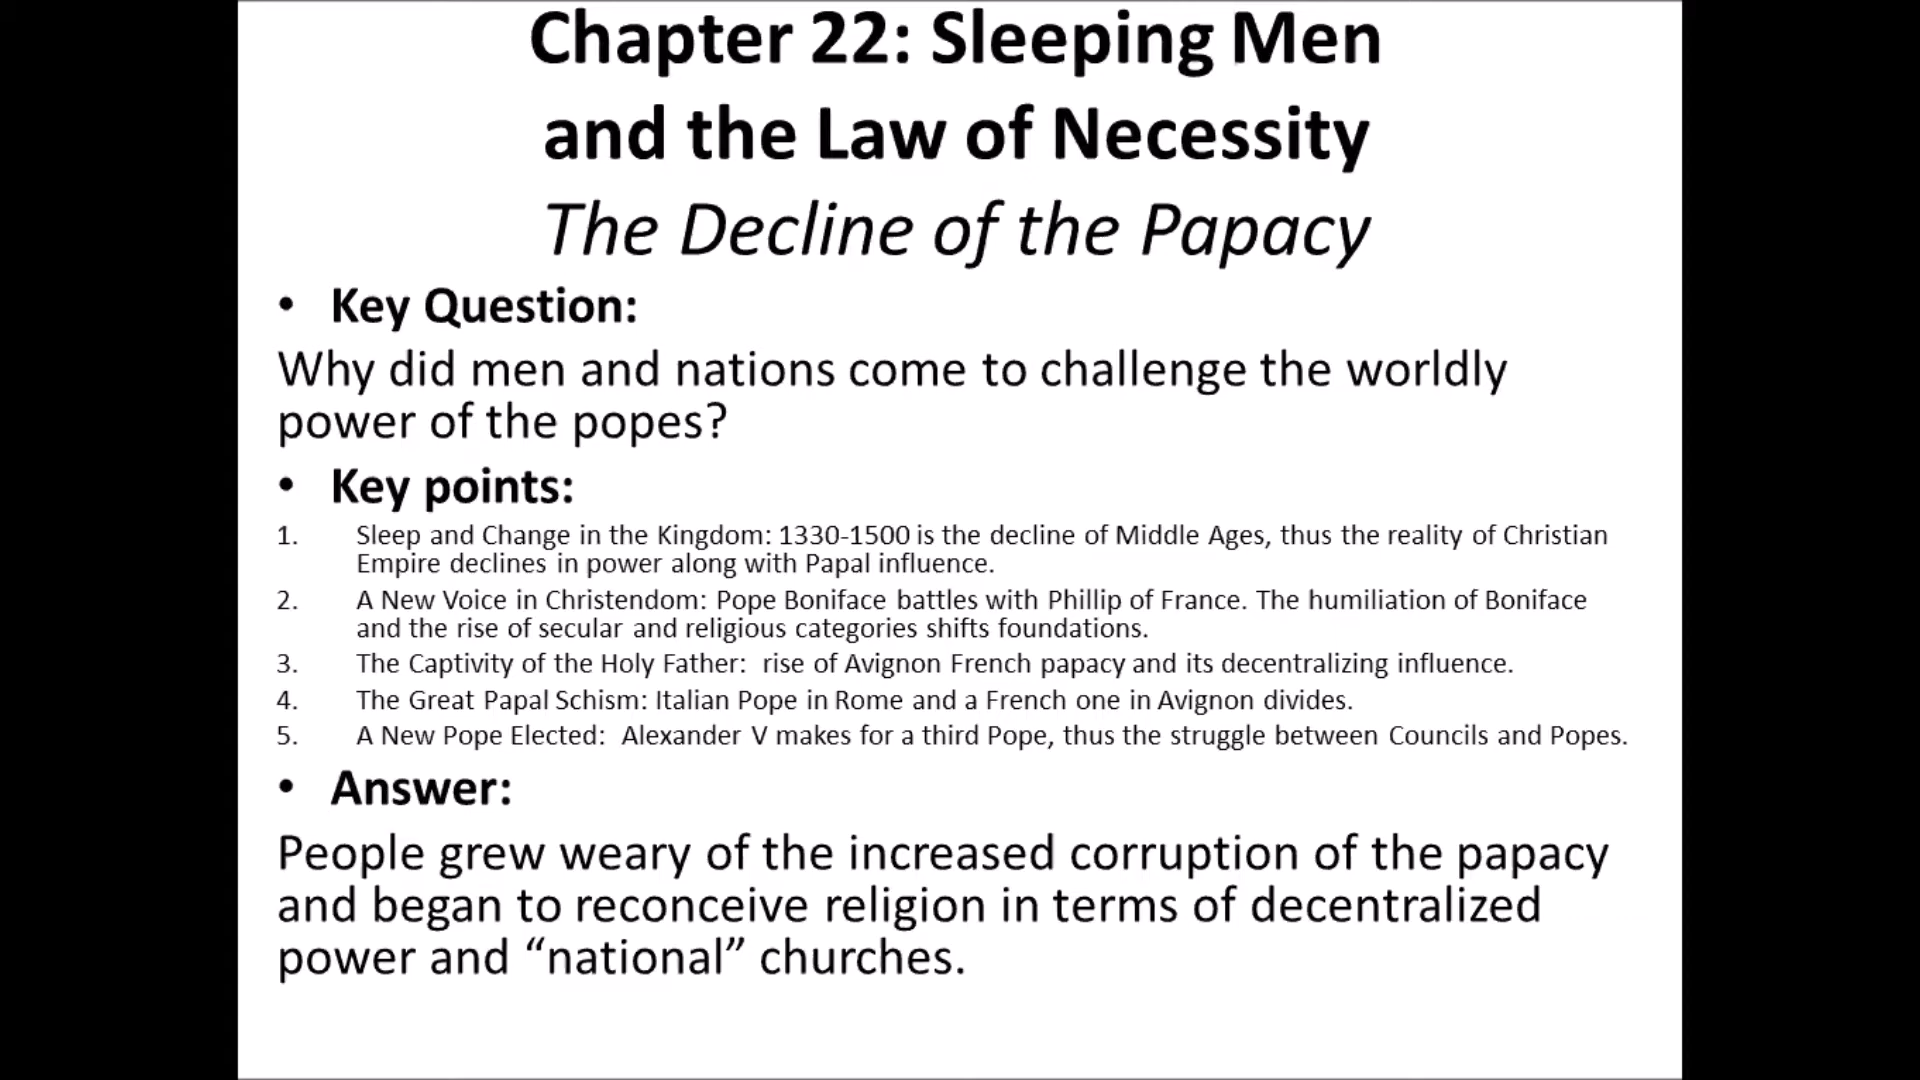 Chapter 22: Sleeping Men
and the Law of Necessity
The Decline of the Papacy
• Key Question:
Why did men and nations come to challenge the worldly
power of the popes?
• Key points:
1. Sleep and Change in the Kingdom: 1330-1500 is the decline of Middle Ages, thus the reality of Christian
Empire declines in power along with Papal influence.
2. A New Voice in Christendom: Pope Boniface battles with Phillip of France. The humiliation of Boniface
and the rise of secular and religious categories shifts foundations.
3. The Captivity of the Holy Father:  rise of Avignon French papacy and its decentralizing influence.
4. The Great Papal Schism: Italian Pope in Rome and a French one in Avignon divides.
5. A New Pope Elected:  Alexander V makes for a third Pope, thus the struggle between Councils and Popes.
• Answer:
People grew weary of the increased corruption of the papacy
and began to reconceive religion in terms of decentralized
power and “national” churches.